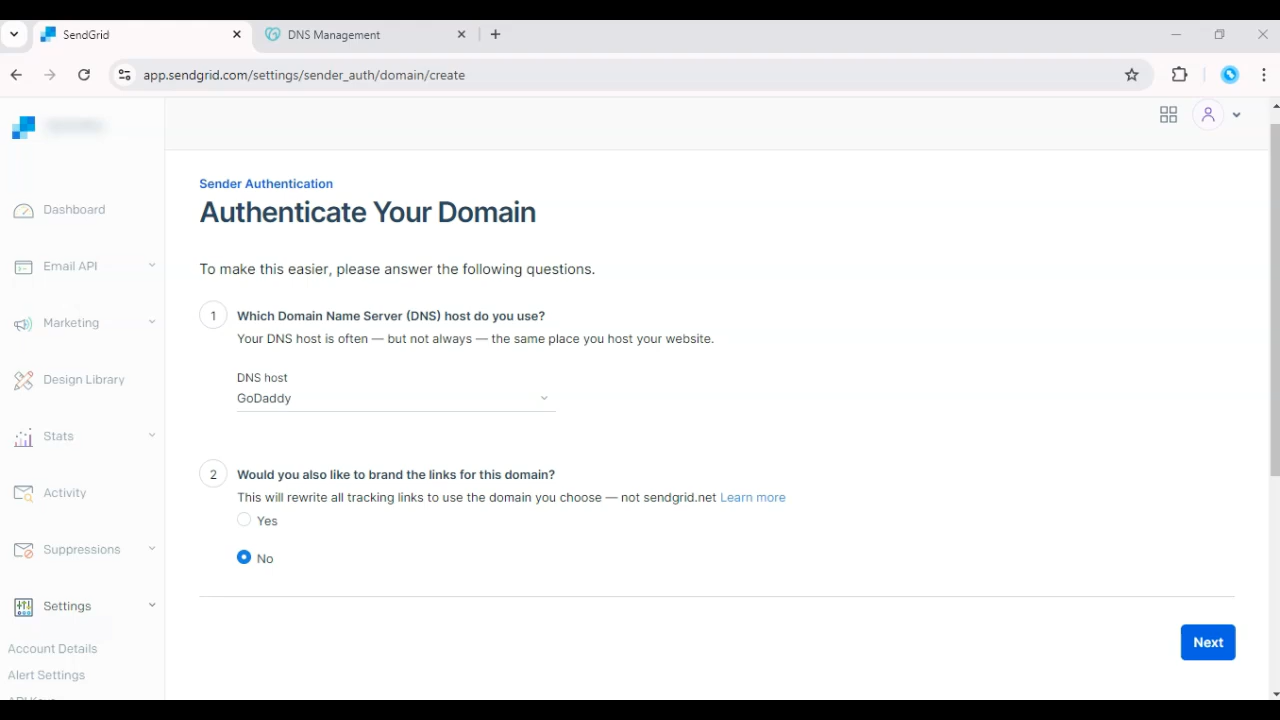 SendGrid
DNS Management
app.sendgrid.com/settings/sender_auth/domain/create
Dashboard
Email API
Marketing
Design Library
Stats
Activity
Suppressions
Settings
Account Details
Alert Settings
API Keys
Sender Authentication
Authenticate Your Domain
To make this easier, please answer the following questions.
1 Which Domain Name Server (DNS) host do you use?
Your DNS host is often — but not always — the same place you host your website.
DNS host
GoDaddy
2 Would you also like to brand the links for this domain?
This will rewrite all tracking links to use the domain you choose — not sendgrid.net Learn more
Yes
No
Next